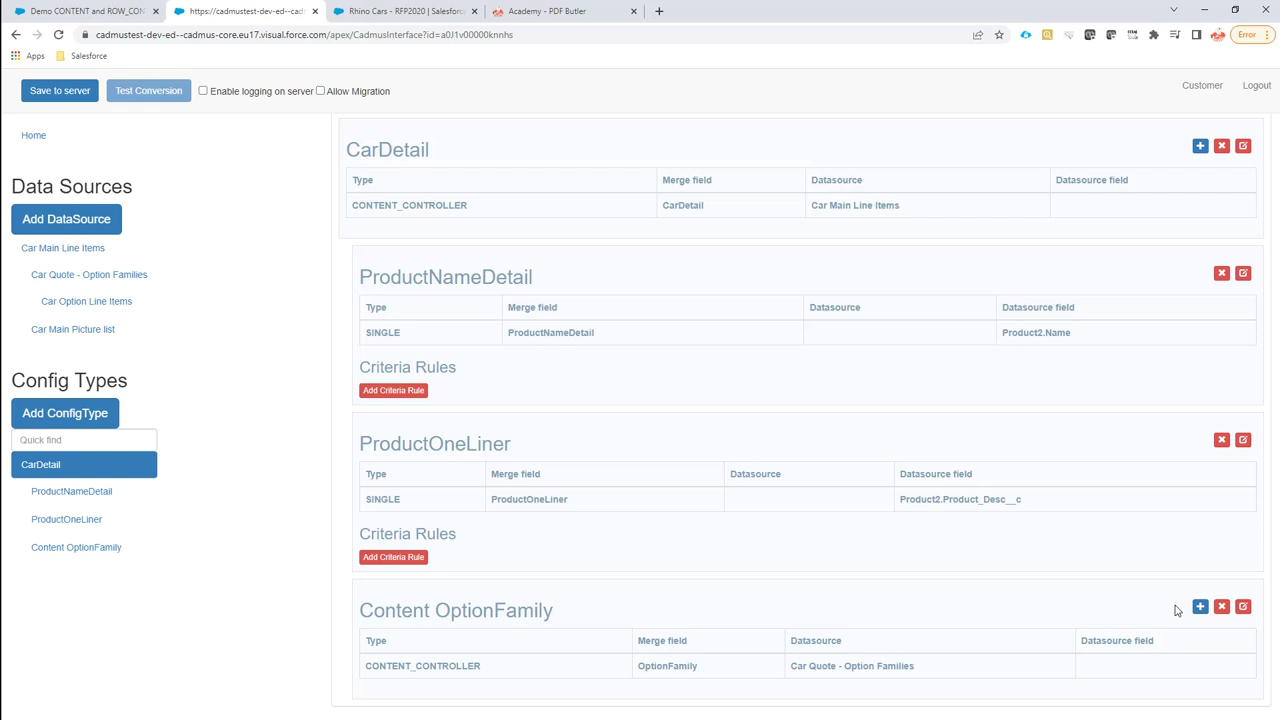 Demo CONTENT and ROW_CON
https://cadmustest-dev-ed--cadm
Rhino Cars - RFP2020 | Salesforc
Academy - PDF Butler
cadmustest-dev-ed--cadmus-core.eu17.visual.force.com/apex/CadmusInterface?id=a0J1v00000knnhs
Error
Apps
Salesforce
Save to server
Test Conversion
Enable logging on server
Allow Migration
Customer
Logout
Home
Data Sources
Add DataSource
Car Main Line Items
Car Quote - Option Families
Car Option Line Items
Car Main Picture list
Config Types
Add ConfigType
Quick find
CarDetail
ProductNameDetail
ProductOneLiner
Content OptionFamily
CarDetail
Type Merge field Datasource Datasource field
CONTENT_CONTROLLER CarDetail Car Main Line Items
ProductNameDetail
Type Merge field Datasource Datasource field
SINGLE ProductNameDetail Product2.Name
Criteria Rules
Add Criteria Rule
ProductOneLiner
Type Merge field Datasource Datasource field
SINGLE ProductOneLiner Product2.Product_Desc__c
Criteria Rules
Add Criteria Rule
Content OptionFamily
Type Merge field Datasource Datasource field
CONTENT_CONTROLLER OptionFamily Car Quote - Option Families